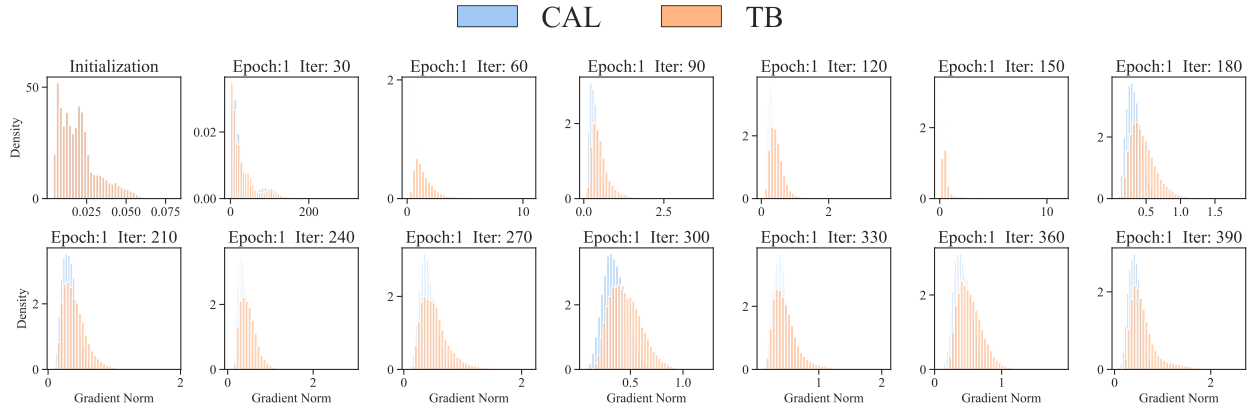 CAL TB
Initialization
Epoch:1 Iter: 30
Epoch:1 Iter: 60
Epoch:1 Iter: 90
Epoch:1 Iter: 120
Epoch:1 Iter: 150
Epoch:1 Iter: 180
Density
50
0
0.025 0.050 0.075
0.02
0.00
0 200
2
0
0 10
2
0
0.0 2.5
2
0
0 2
2
0
0 10
2
0
0.5 1.0 1.5
Epoch:1 Iter: 210
Epoch:1 Iter: 240
Epoch:1 Iter: 270
Epoch:1 Iter: 300
Epoch:1 Iter: 330
Epoch:1 Iter: 360
Epoch:1 Iter: 390
Density
2
0
0 2
Gradient Norm
2
0
0 2
Gradient Norm
2
0
0 2
Gradient Norm
2
0
0.5 1.0
Gradient Norm
2
0
1 2
Gradient Norm
2
0
0 1
Gradient Norm
2
0
0 2
Gradient Norm